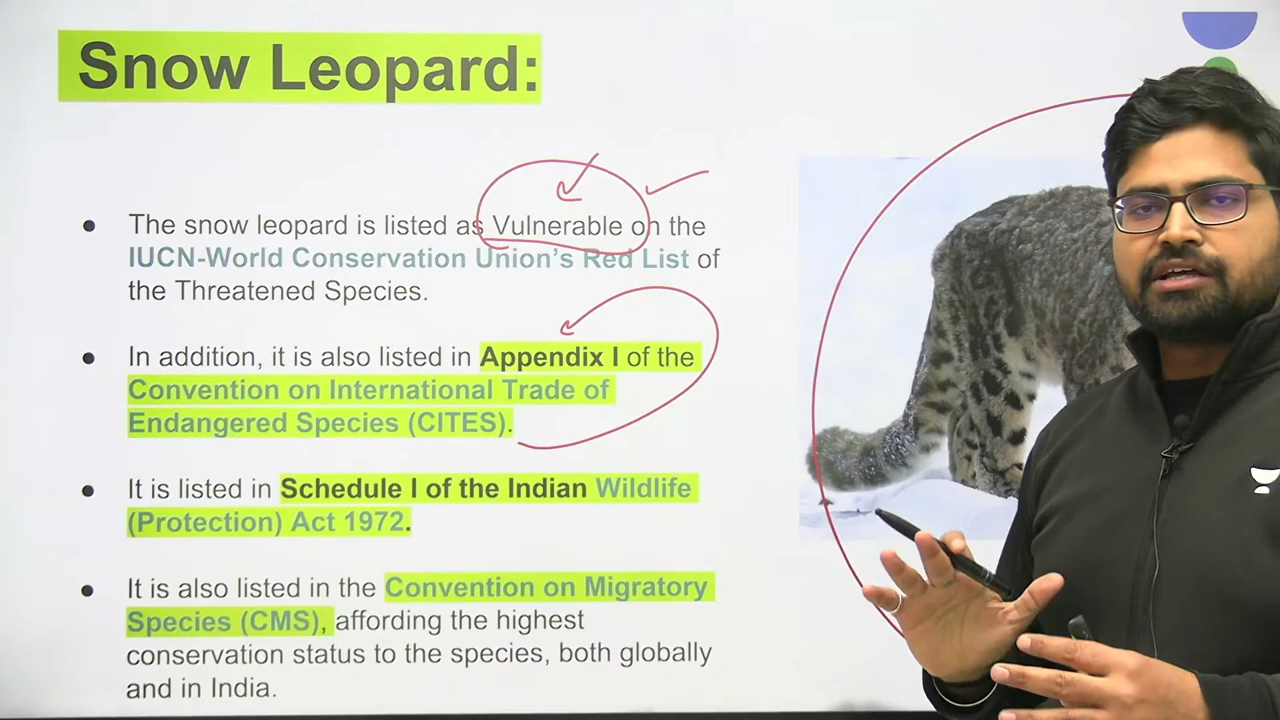 Snow Leopard:
● The snow leopard is listed as Vulnerable on the
IUCN-World Conservation Union's Red List of
the Threatened Species.
● In addition, it is also listed in Appendix I of the
Convention on International Trade of
Endangered Species (CITES).
● It is listed in Schedule I of the Indian Wildlife
(Protection) Act 1972.
● It is also listed in the Convention on Migratory
Species (CMS), affording the highest
conservation status to the species, both globally
and in India.